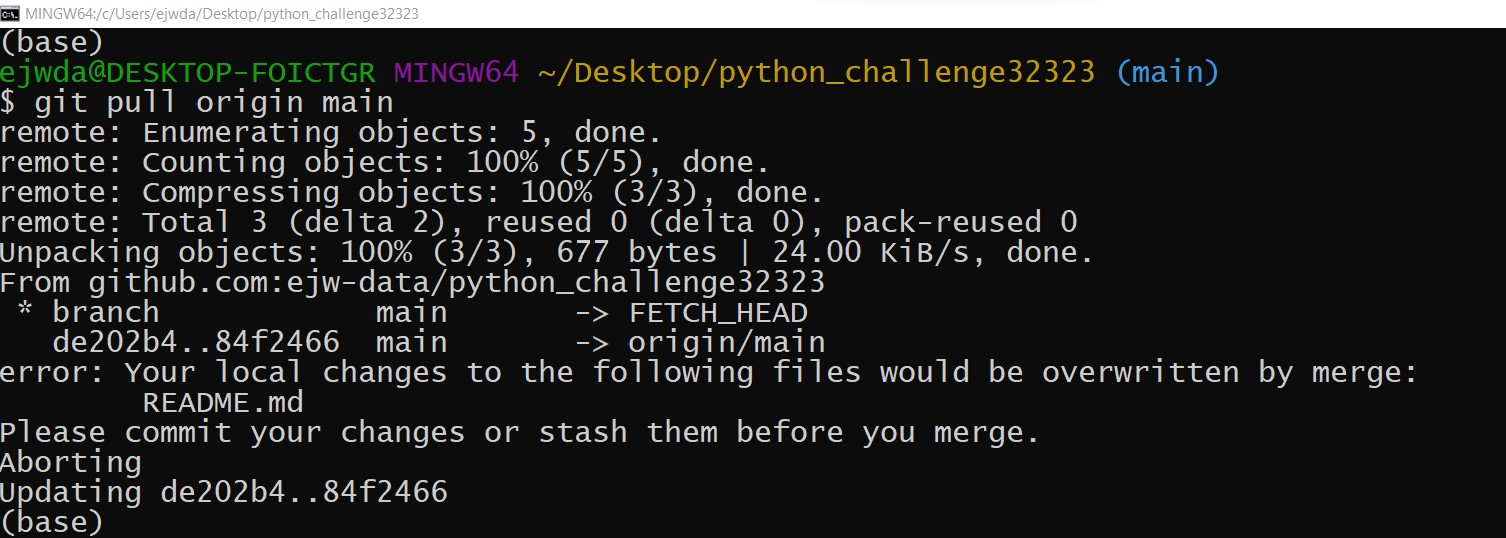 MINGW64:/c/Users/ejwda/Desktop/python_challenge32323
(base)
ejwda@DESKTOP-FOICTGR MINGW64 ~/Desktop/python_challenge32323 (main)
$ git pull origin main
remote: Enumerating objects: 5, done.
remote: Counting objects: 100% (5/5), done.
remote: Compressing objects: 100% (3/3), done.
remote: Total 3 (delta 2), reused 0 (delta 0), pack-reused 0
Unpacking objects: 100% (3/3), 677 bytes | 24.00 KiB/s, done.
From github.com:ejw-data/python_challenge32323
 * branch            main       -> FETCH_HEAD
   de202b4..84f2466  main       -> origin/main
error: Your local changes to the following files would be overwritten by merge:
        README.md
Please commit your changes or stash them before you merge.
Aborting
Updating de202b4..84f2466
(base)